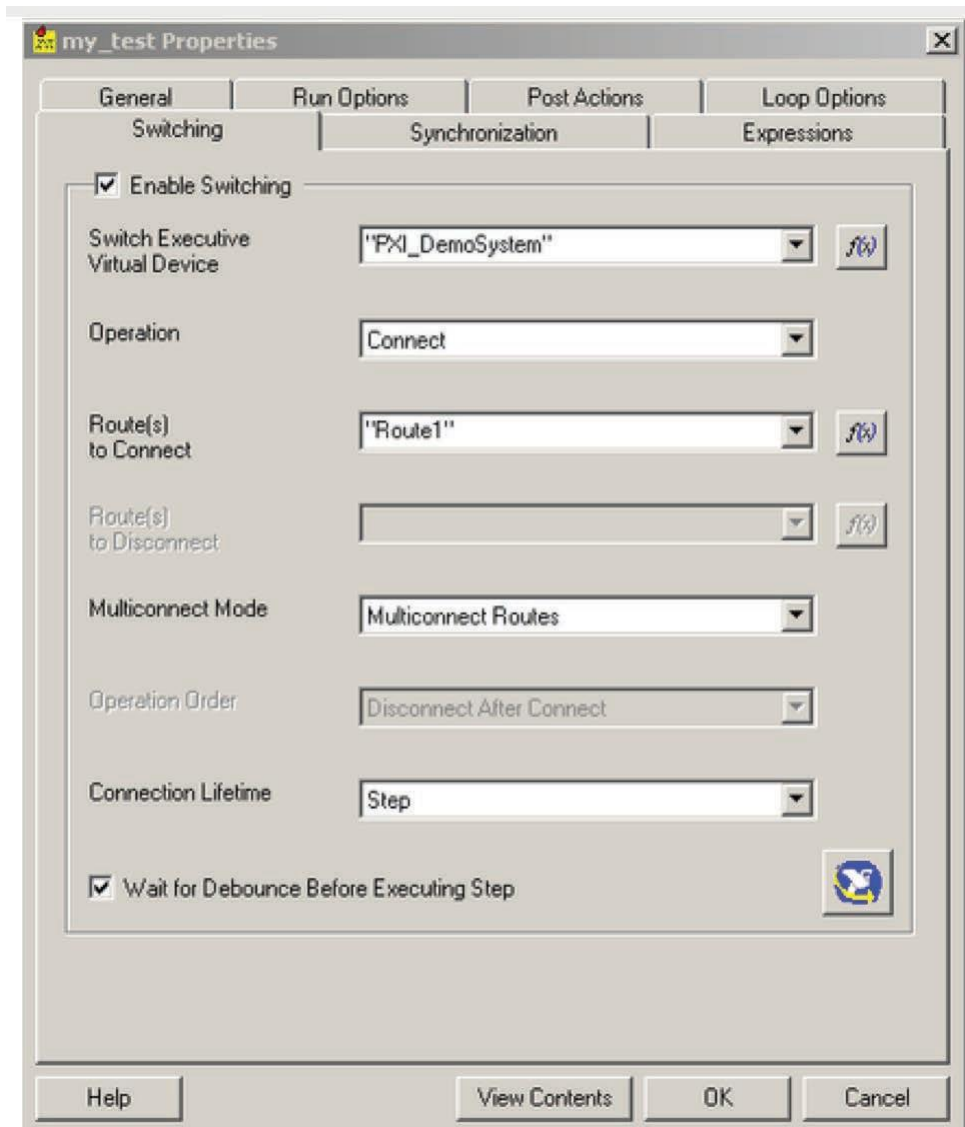 my_test Properties
General
Run Options
Post Actions
Loop Options
Switching
Synchronization
Expressions
Enable Switching
Switch Executive
Virtual Device
"PXI_DemoSystem"
f(x)
Operation
Connect
Route(s)
to Connect
"Route1"
f(x)
Route(s)
to Disconnect
f(x)
Multiconnect Mode
Multiconnect Routes
Operation Order
Disconnect After Connect
Connection Lifetime
Step
Wait for Debounce Before Executing Step
Help
View Contents
OK
Cancel